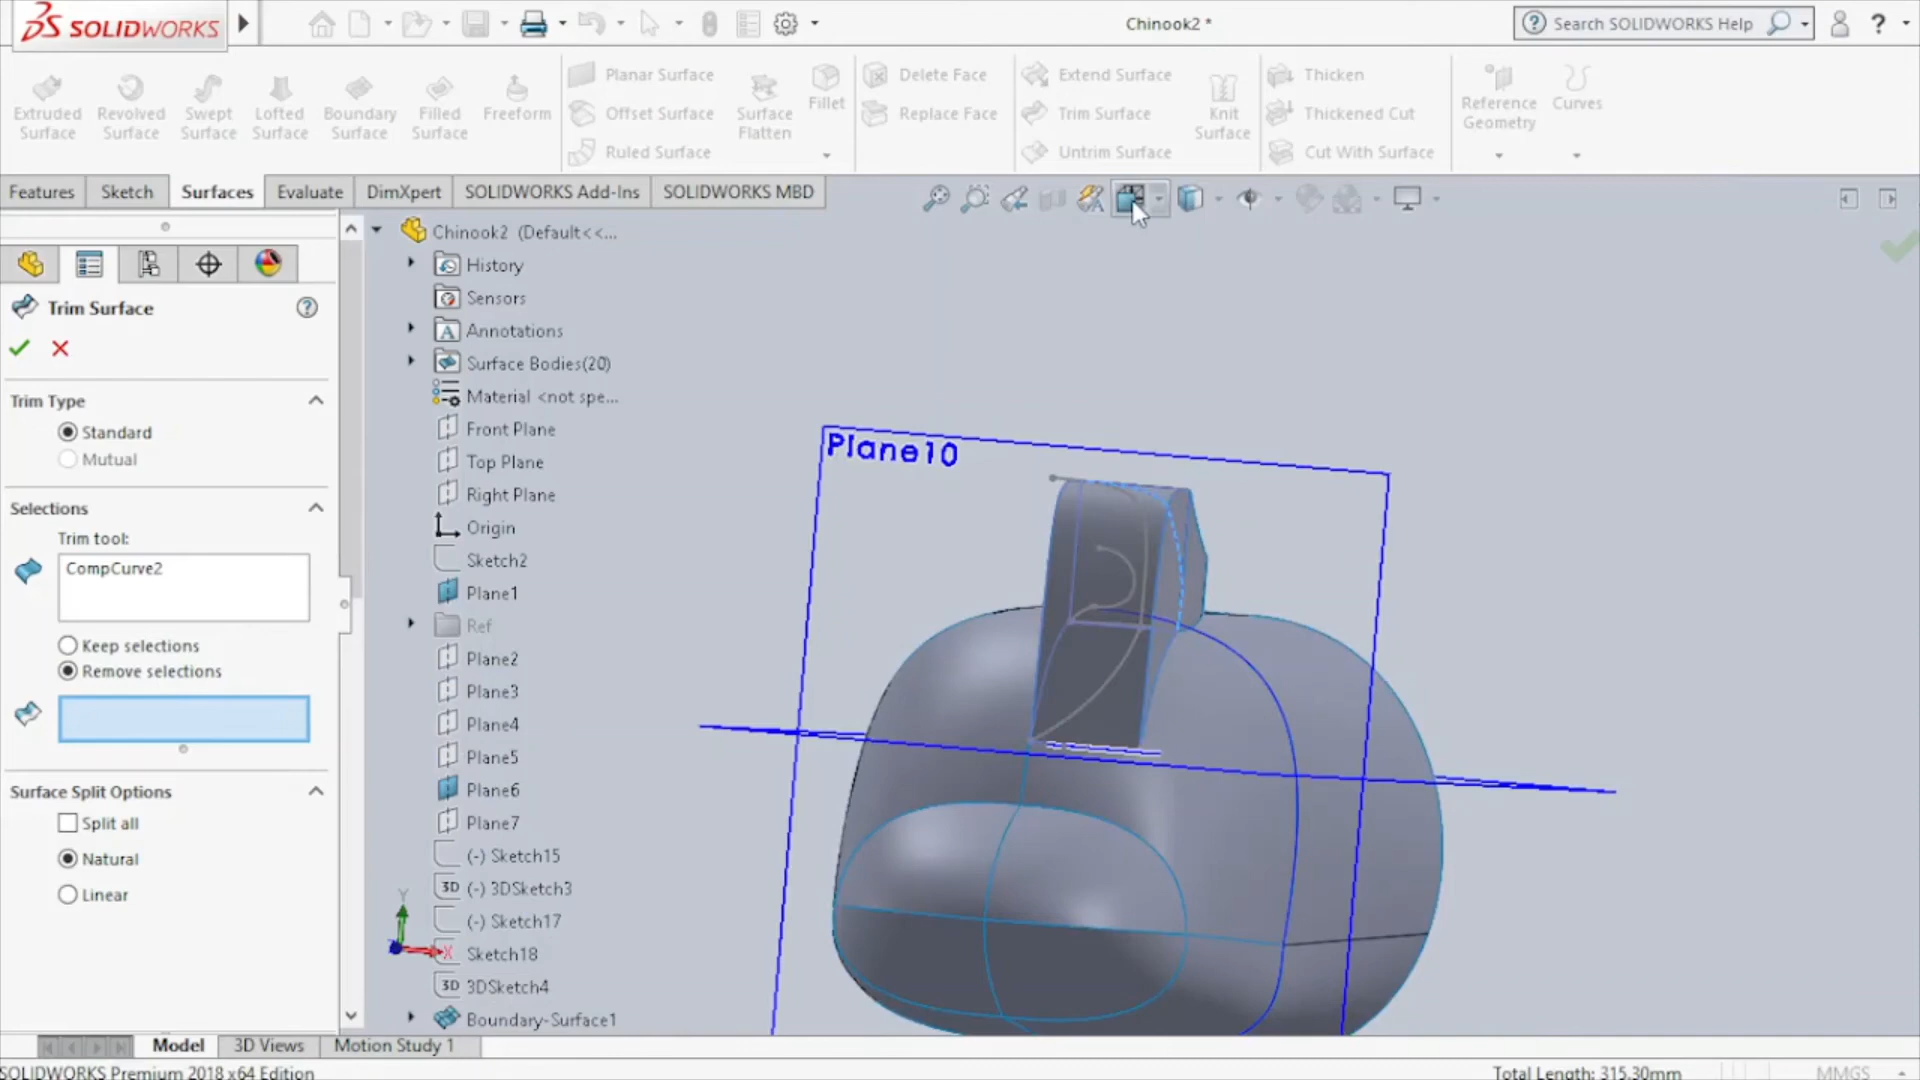 SOLIDWORKS
Chinook2 *
Search SOLIDWORKS Help
?
Extruded Surface
Revolved Surface
Swept Surface
Lofted Surface
Boundary Surface
Filled Surface
Freeform
Planar Surface
Offset Surface
Ruled Surface
Surface Flatten
Fillet
Delete Face
Replace Face
Extend Surface
Trim Surface
Untrim Surface
Knit Surface
Thicken
Thickened Cut
Cut With Surface
Reference Geometry
Curves
Features
Sketch
Surfaces
Evaluate
DimXpert
SOLIDWORKS Add-Ins
SOLIDWORKS MBD
Trim Surface
?
Trim Type
Standard
Mutual
Selections
Trim tool:
CompCurve2
Keep selections
Remove selections
Surface Split Options
Split all
Natural
Linear
Chinook2 (Default<<...
History
Sensors
Annotations
Surface Bodies(20)
Material <not spe...
Front Plane
Top Plane
Right Plane
Origin
Sketch2
Plane1
Ref
Plane2
Plane3
Plane4
Plane5
Plane6
Plane7
(-) Sketch15
3D (-) 3DSketch3
(-) Sketch17
Sketch18
3D 3DSketch4
Boundary-Surface1
Y
X
Plane10
Model
3D Views
Motion Study 1
SOLIDWORKS Premium 2018 x64 Edition
Total Length: 315.30mm
MMGS